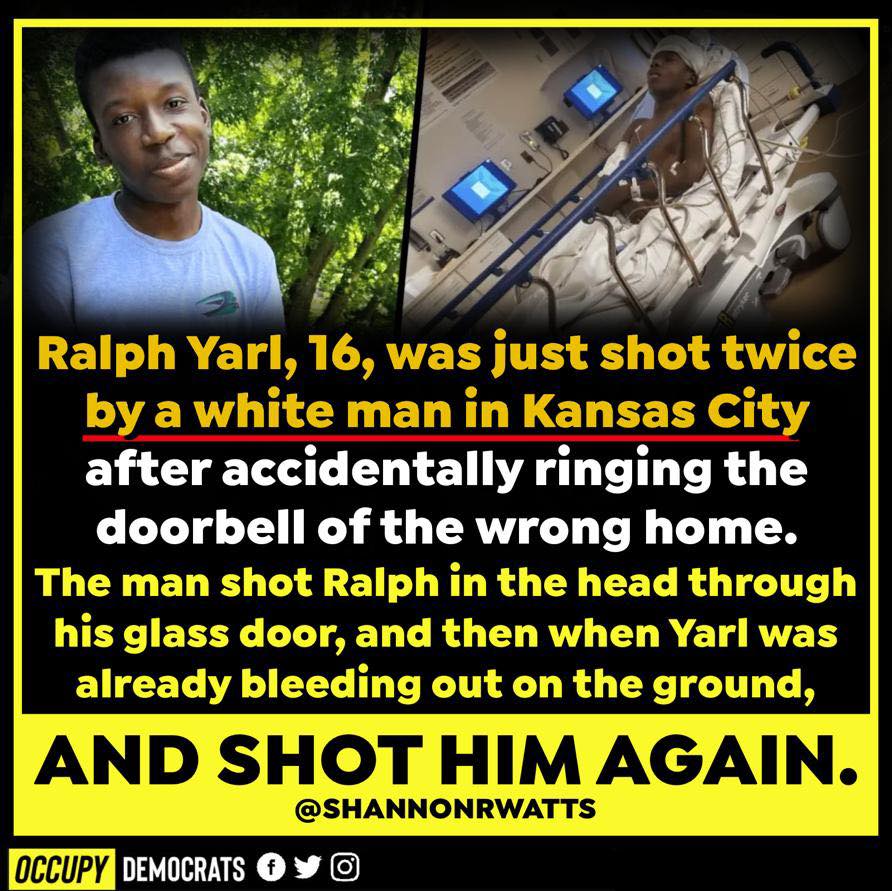 Ralph Yarl, 16, was just shot twice
by a white man in Kansas City
after accidentally ringing the
doorbell of the wrong home.
The man shot Ralph in the head through
his glass door, and then when Yarl was
already bleeding out on the ground,
AND SHOT HIM AGAIN.
@SHANNONRWATTS
OCCUPY DEMOCRATS